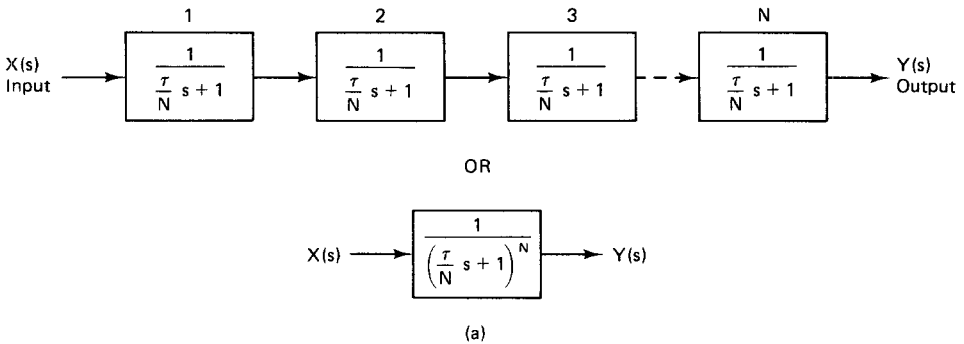 1 2 3 N
X(s)
Input
1
τ/N s + 1
1
τ/N s + 1
1
τ/N s + 1
1
τ/N s + 1
Y(s)
Output
OR
X(s)
1
(τ/N s + 1)^N
Y(s)
(a)